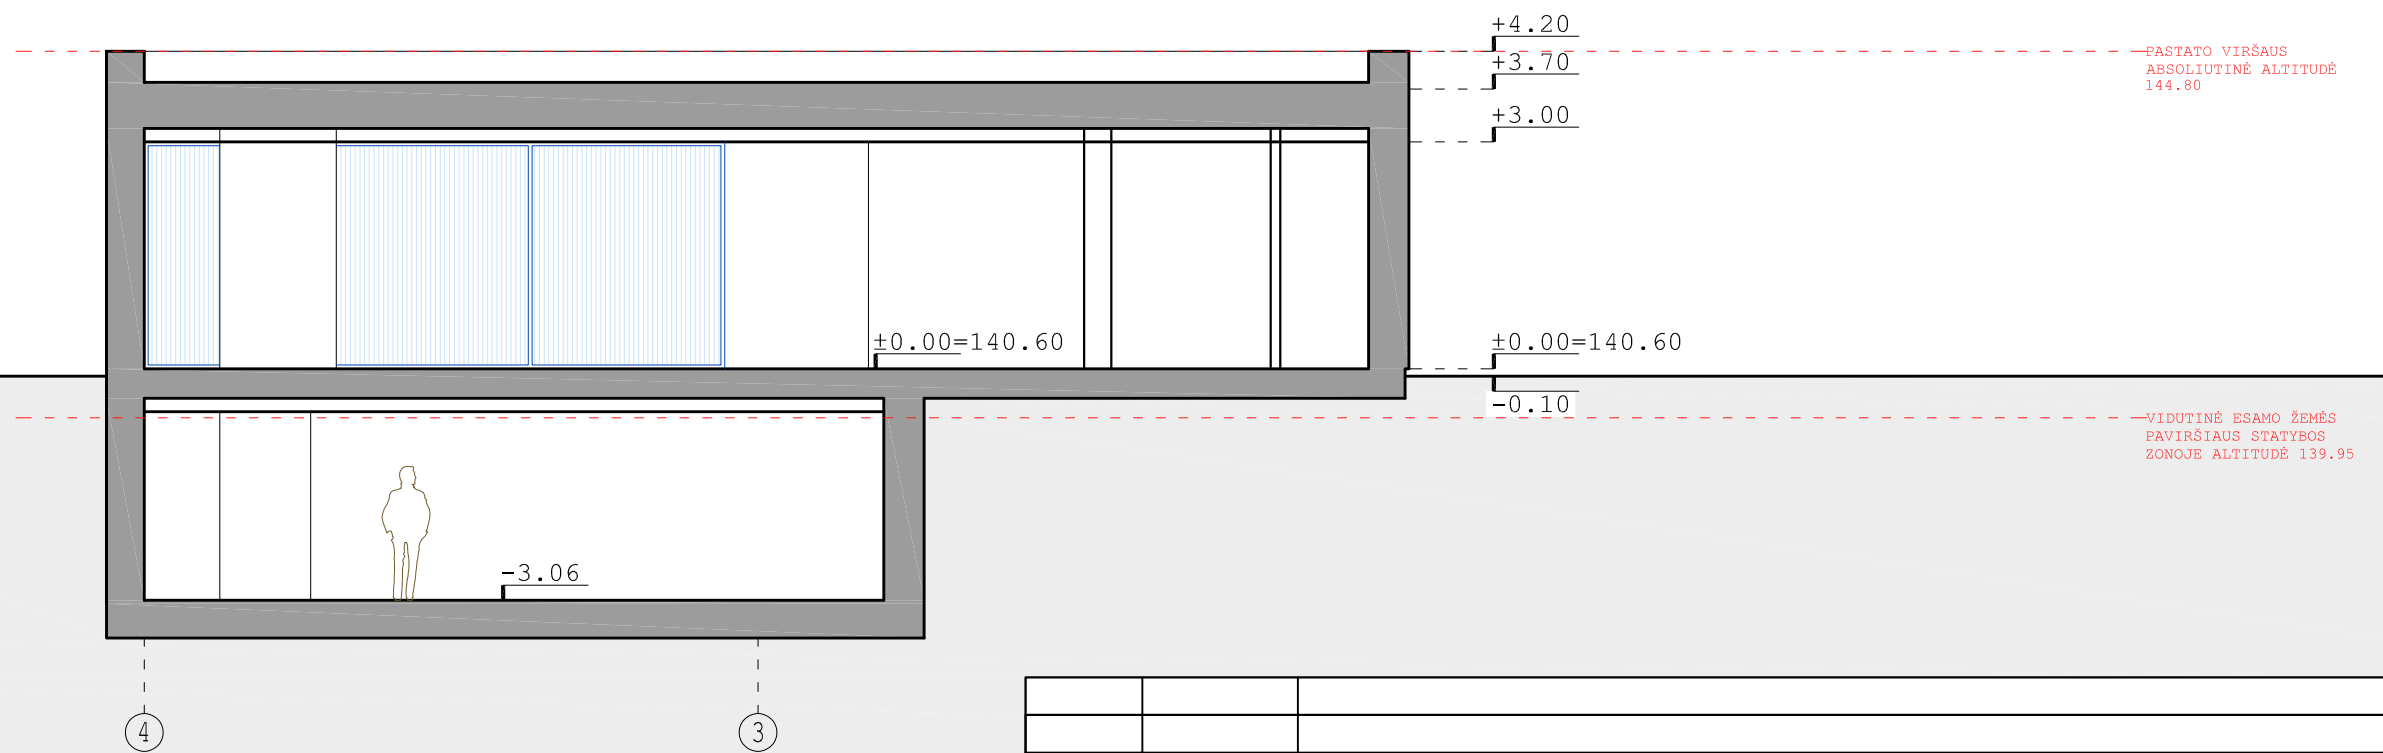 +4.20
PASTATO VIRŠAUS
ABSOLIUTINĖ ALTITUDĖ
144.80
+3.70
+3.00
±0.00=140.60
±0.00=140.60
-0.10
VIDUTINĖ ESAMO ŽEMĖS
PAVIRŠIAUS STATYBOS
ZONOJE ALTITUDĖ 139.95
-3.06
4
3